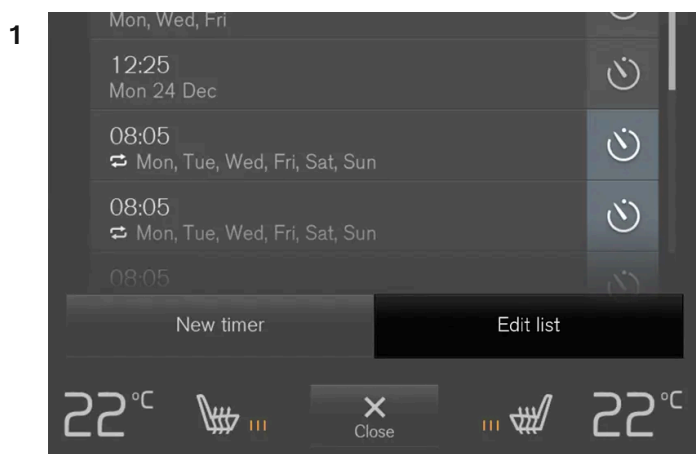 1
Mon, Wed, Fri
12:25
Mon 24 Dec
08:05
Mon, Tue, Wed, Fri, Sat, Sun
08:05
Mon, Tue, Wed, Fri, Sat, Sun
08:05
New timer
Edit list
22°C
Close
22°C